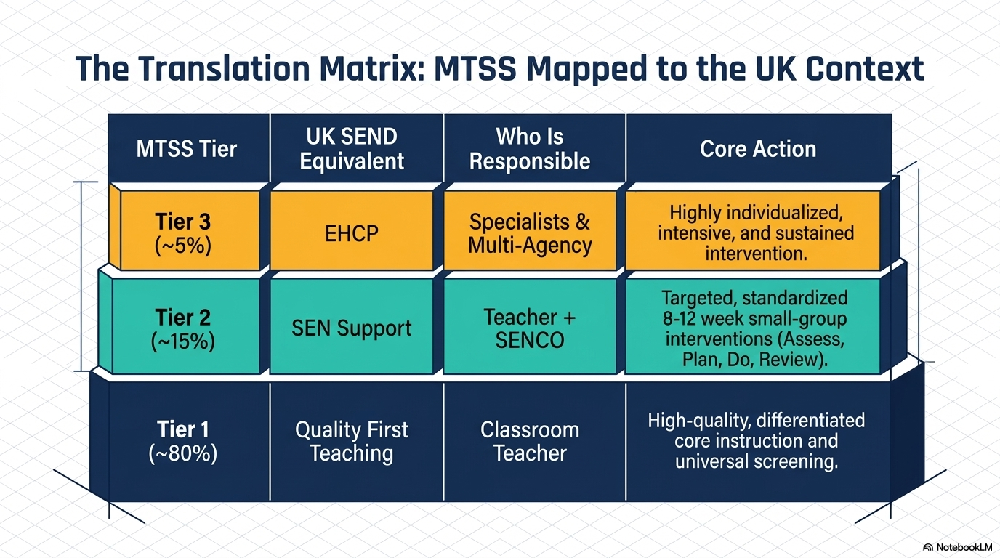 The Translation Matrix: MTSS Mapped to the UK Context
MTSS Tier
UK SEND
Equivalent
Who Is
Responsible
Core Action
Tier 3
(~5%)
EHCP
Specialists &
Multi-Agency
Highly individualized,
intensive, and sustained
intervention.
Tier 2
(~15%)
SEN Support
Teacher +
SENCO
Targeted, standardized
8-12 week small-group
interventions (Assess,
Plan, Do, Review).
Tier 1
(~80%)
Quality First
Teaching
Classroom
Teacher
High-quality, differentiated
core instruction and
universal screening.
NotebookLM